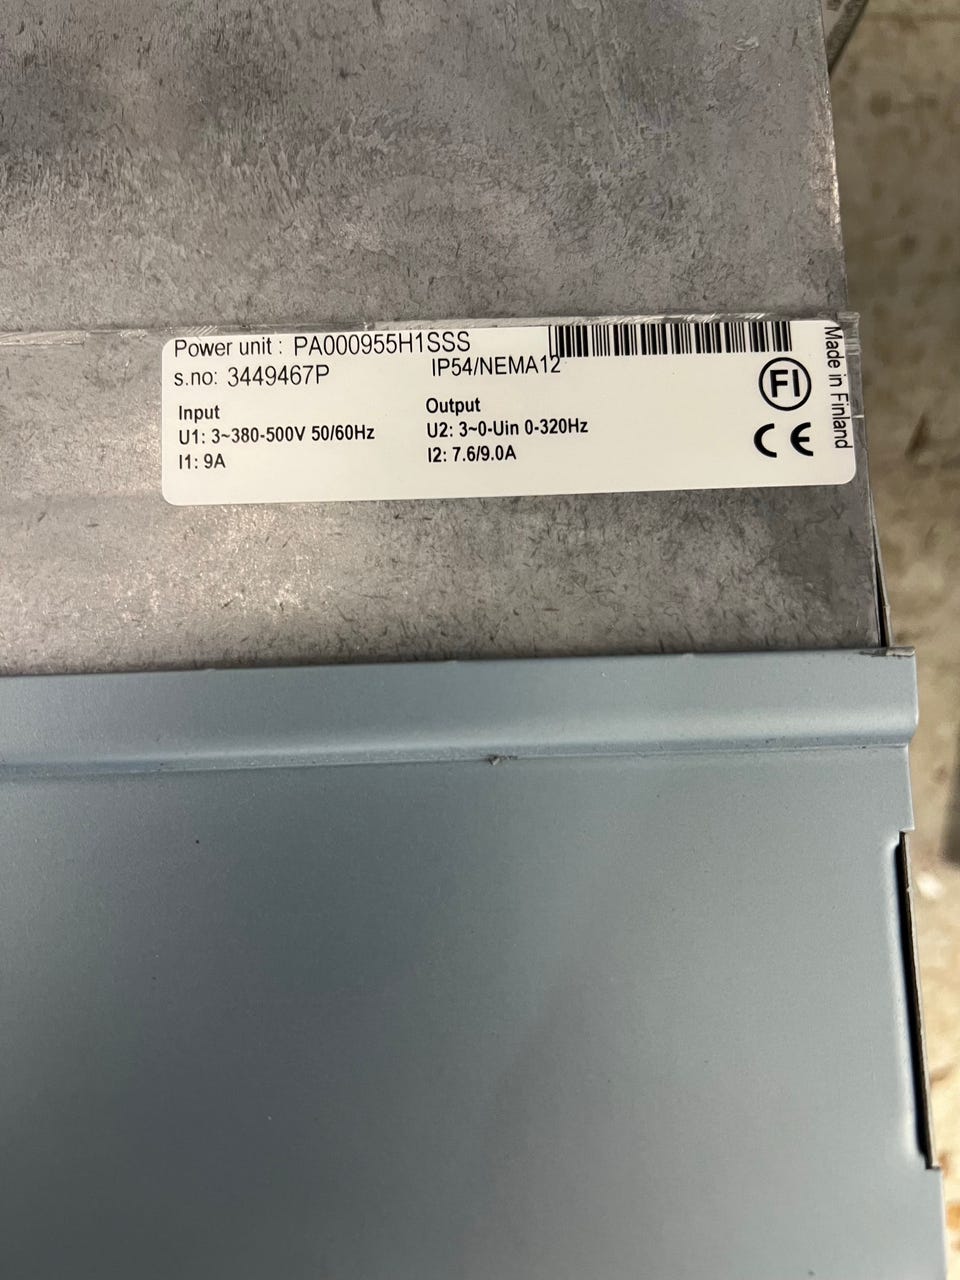 Power unit : PA000955H1SSS
s.no: 3449467P
IP54/NEMA12
Input
U1: 3~380-500V 50/60Hz
I1: 9A
Output
U2: 3~0-Uin 0-320Hz
I2: 7.6/9.0A
FI
CE
Made in Finland